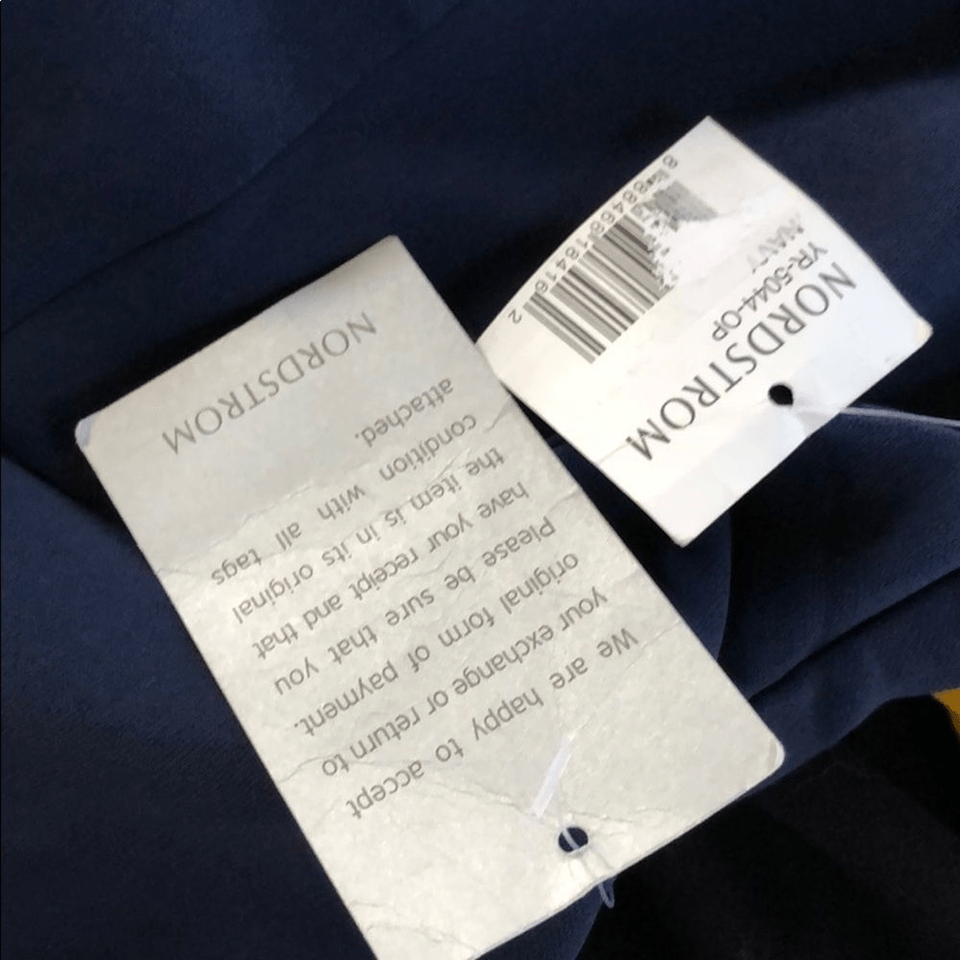 We are happy to accept
your exchange or return to
original form of payment.
Please be sure that you
have your receipt and that
the item is in its original
condition with all tags
attached.
NORDSTROM
NORDSTROM
YR-5044-OP
NAVY
2